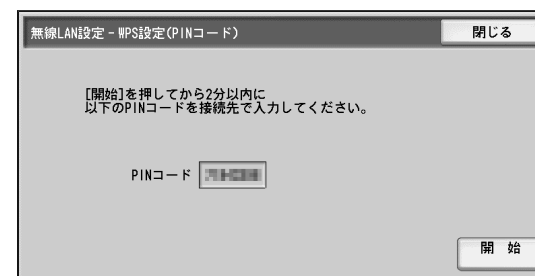 無線LAN設定 - WPS設定(PINコード)
閉じる
[開始]を押してから2分以内に
以下のPINコードを接続先で入力してください。
PINコード
開 始